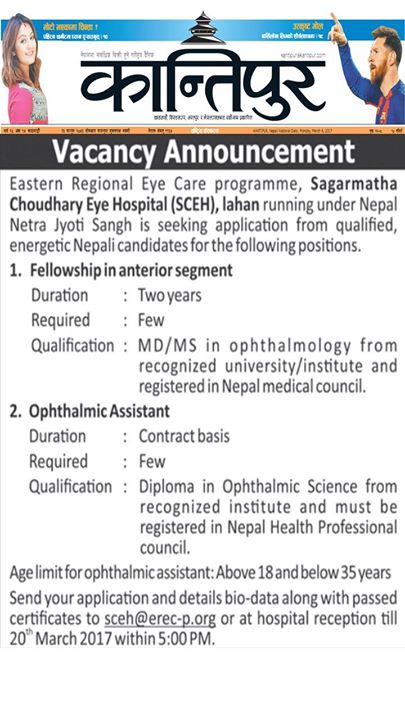 कान्तिपुर
kantipurekantipur.com
Vacancy Announcement
Eastern Regional Eye Care programme, Sagarmatha
Choudhary Eye Hospital (SCEH), lahan running under Nepal
Netra Jyoti Sangh is seeking application from qualified,
energetic Nepali candidates for the following positions.
1. Fellowship in anterior segment
Duration : Two years
Required : Few
Qualification : MD/MS in ophthalmology from
recognized university/institute and
registered in Nepal medical council.
2. Ophthalmic Assistant
Duration : Contract basis
Required : Few
Qualification : Diploma in Ophthalmic Science from
recognized institute and must be
registered in Nepal Health Professional
council.
Age limit for ophthalmic assistant: Above 18 and below 35 years
Send your application and details bio-data along with passed
certificates to sceh@erec-p.org or at hospital reception till
20th March 2017 within 5:00 PM.